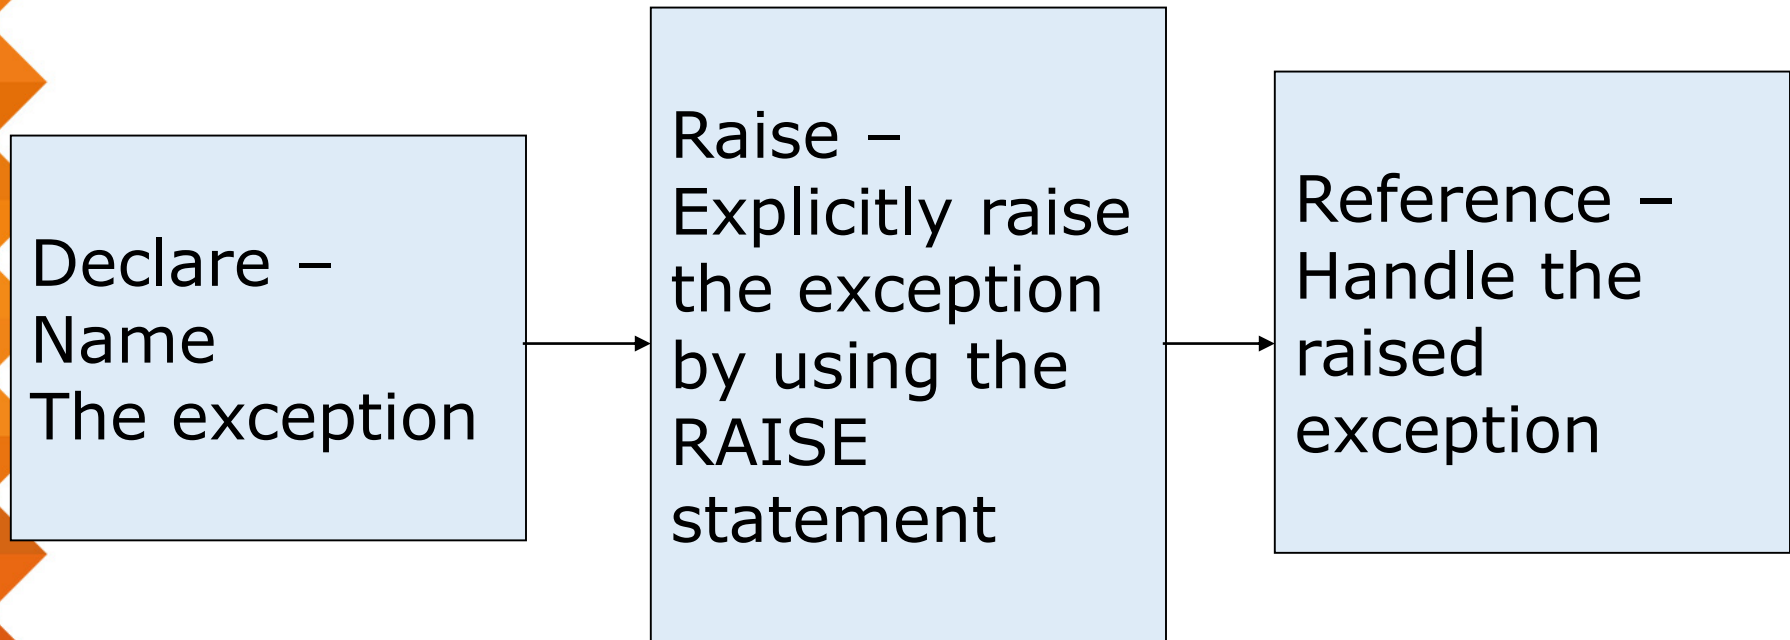 Declare –
Name
The exception
Raise –
Explicitly raise
the exception
by using the
RAISE
statement
Reference –
Handle the
raised
exception